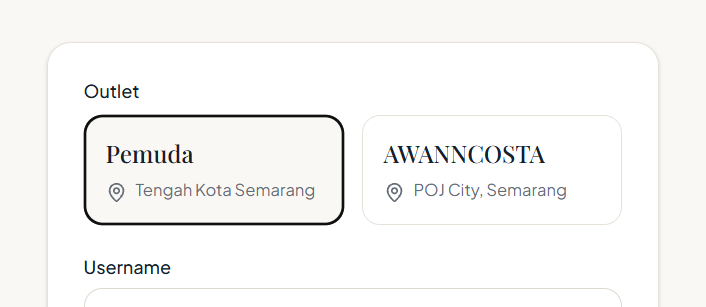 Outlet
Pemuda
Tengah Kota Semarang
AWANNCOSTA
POJ City, Semarang
Username